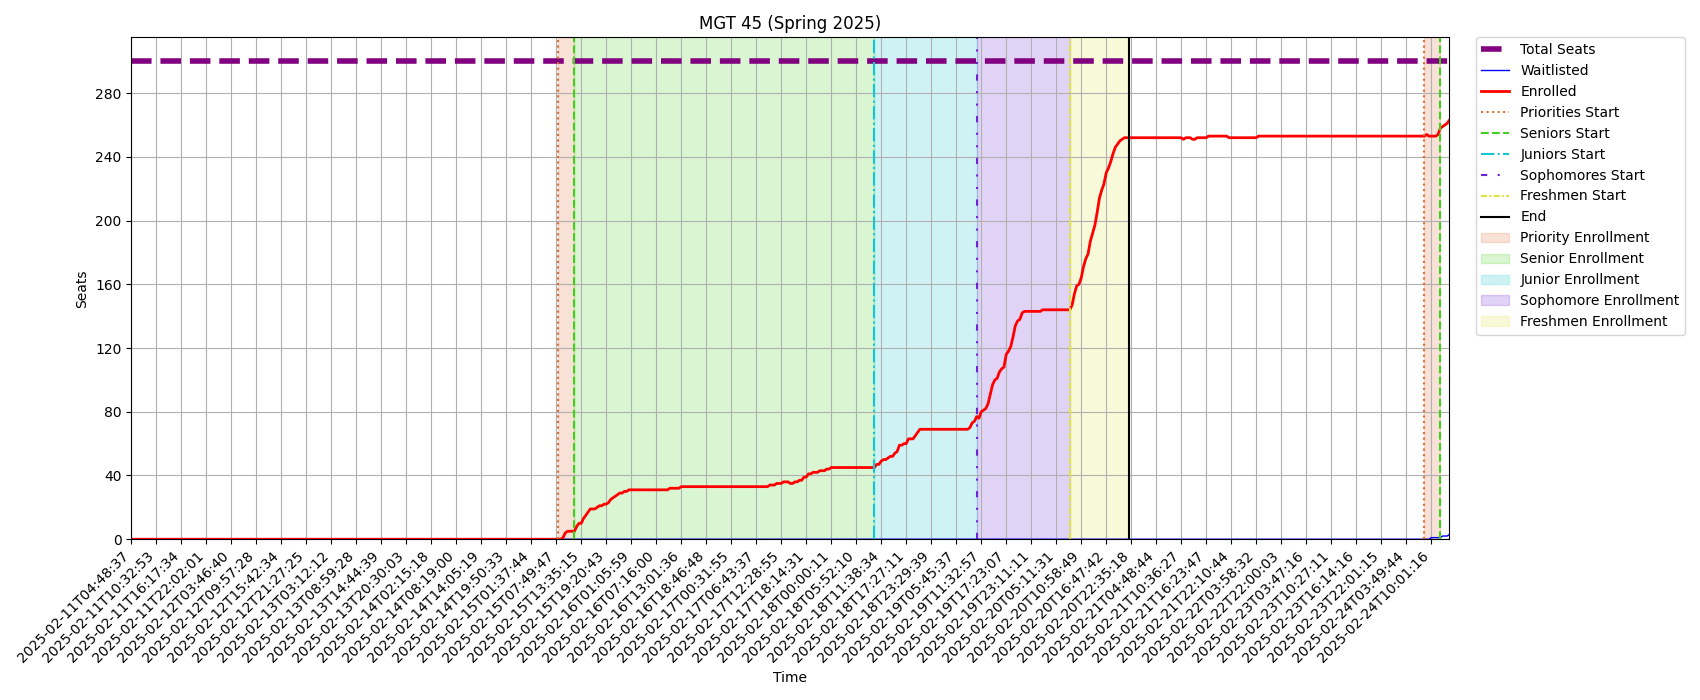 MGT 45 (Spring 2025)
Seats
280
240
200
160
120
80
40
0
2025-02-11T04:48:37
2025-02-11T10:32:53
2025-02-11T16:17:34
2025-02-11T22:02:01
2025-02-12T03:46:40
2025-02-12T09:57:28
2025-02-12T15:42:34
2025-02-12T21:27:25
2025-02-13T03:12:12
2025-02-13T08:59:28
2025-02-13T14:44:39
2025-02-13T20:30:03
2025-02-14T02:15:18
2025-02-14T08:19:00
2025-02-14T14:05:19
2025-02-14T19:50:33
2025-02-15T01:37:44
2025-02-15T07:49:47
2025-02-15T13:35:15
2025-02-15T19:20:43
2025-02-16T01:05:59
2025-02-16T07:16:00
2025-02-16T13:01:36
2025-02-16T18:46:48
2025-02-17T00:31:55
2025-02-17T06:43:37
2025-02-17T12:28:55
2025-02-17T18:14:31
2025-02-18T00:00:11
2025-02-18T05:52:10
2025-02-18T11:38:34
2025-02-18T17:27:11
2025-02-18T23:29:39
2025-02-19T05:45:37
2025-02-19T11:32:57
2025-02-19T17:23:07
2025-02-19T23:11:11
2025-02-20T05:11:31
2025-02-20T10:58:49
2025-02-20T16:47:42
2025-02-20T22:35:18
2025-02-21T04:48:44
2025-02-21T10:36:27
2025-02-21T16:23:47
2025-02-21T22:10:44
2025-02-22T03:58:32
2025-02-22T22:00:03
2025-02-23T03:47:16
2025-02-23T10:27:11
2025-02-23T16:14:16
2025-02-23T22:01:15
2025-02-24T03:49:44
2025-02-24T10:01:16
Time
Total Seats
Waitlisted
Enrolled
Priorities Start
Seniors Start
Juniors Start
Sophomores Start
Freshmen Start
End
Priority Enrollment
Senior Enrollment
Junior Enrollment
Sophomore Enrollment
Freshmen Enrollment